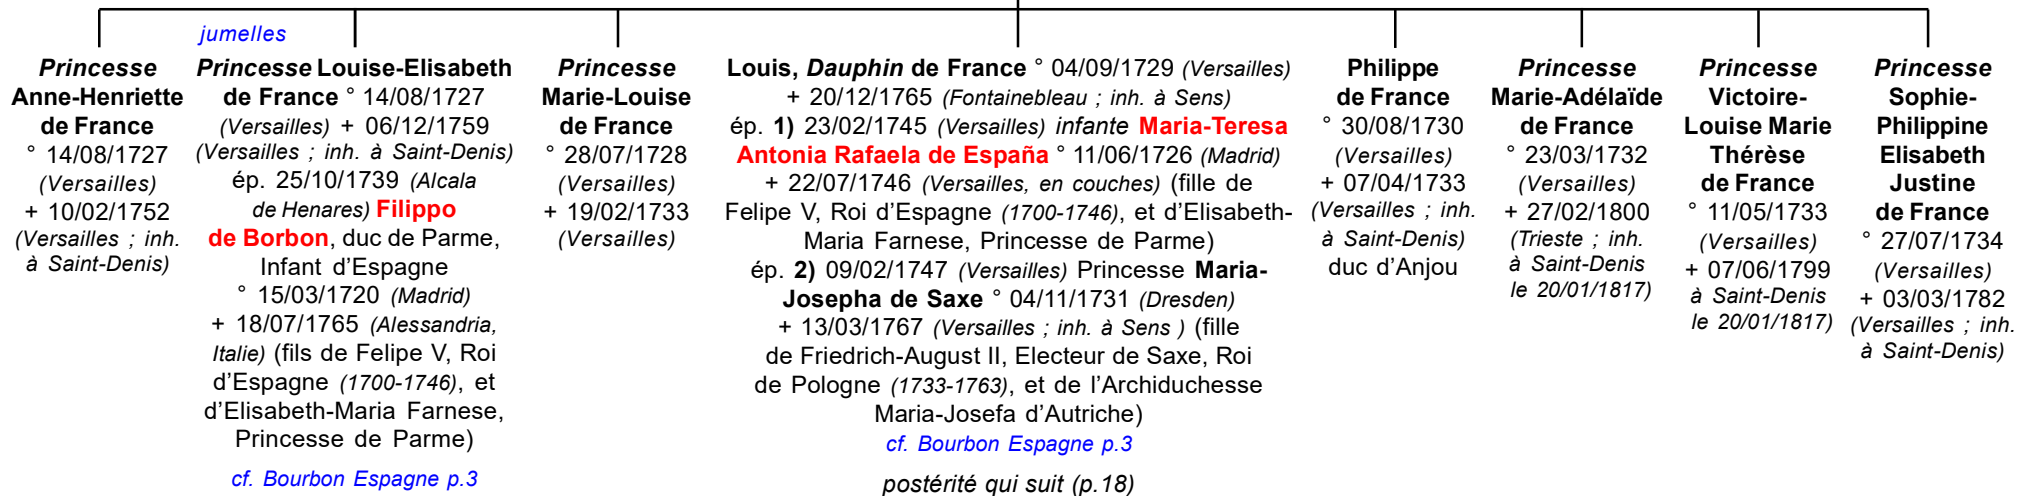 jumelles
Princesse
Anne-Henriette
de France
° 14/08/1727
(Versailles)
+ 10/02/1752
(Versailles ; inh.
à Saint-Denis)
Princesse Louise-Elisabeth
de France ° 14/08/1727
(Versailles) + 06/12/1759
(Versailles ; inh. à Saint-Denis)
ép. 25/10/1739 (Alcala
de Henares) Filippo
de Borbon, duc de Parme,
Infant d'Espagne
° 15/03/1720 (Madrid)
+ 18/07/1765 (Alessandria,
Italie) (fils de Felipe V, Roi
d'Espagne (1700-1746), et
d'Elisabeth-Maria Farnese,
Princesse de Parme)
cf. Bourbon Espagne p.3
Princesse
Marie-Louise
de France
° 28/07/1728
(Versailles)
+ 19/02/1733
(Versailles)
Louis, Dauphin de France ° 04/09/1729 (Versailles)
+ 20/12/1765 (Fontainebleau ; inh. à Sens)
ép. 1) 23/02/1745 (Versailles) infante Maria-Teresa
Antonia Rafaela de España ° 11/06/1726 (Madrid)
+ 22/07/1746 (Versailles, en couches) (fille de
Felipe V, Roi d'Espagne (1700-1746), et d'Elisabeth-
Maria Farnese, Princesse de Parme)
ép. 2) 09/02/1747 (Versailles) Princesse Maria-
Josepha de Saxe ° 04/11/1731 (Dresden)
+ 13/03/1767 (Versailles ; inh. à Sens ) (fille
de Friedrich-August II, Electeur de Saxe, Roi
de Pologne (1733-1763), et de l'Archiduchesse
Maria-Josefa d'Autriche)
cf. Bourbon Espagne p.3
postérité qui suit (p.18)
Philippe
de France
° 30/08/1730
(Versailles)
+ 07/04/1733
(Versailles ; inh.
à Saint-Denis)
duc d'Anjou
Princesse
Marie-Adélaïde
de France
° 23/03/1732
(Versailles)
+ 27/02/1800
(Trieste ; inh.
à Saint-Denis
le 20/01/1817)
Princesse
Victoire-
Louise Marie
Thérèse
de France
° 11/05/1733
(Versailles)
+ 07/06/1799
à Saint-Denis
le 20/01/1817)
Princesse
Sophie-
Philippine
Elisabeth
Justine
de France
° 27/07/1734
(Versailles)
+ 03/03/1782
(Versailles ; inh.
à Saint-Denis)